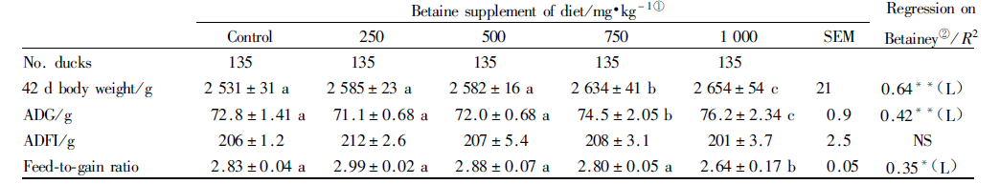 Betaine supplement of diet/mg•kg⁻¹① Regression on
Control 250 500 750 1 000 SEM Betainey②/R²
No. ducks 135 135 135 135 135
42 d body weight/g 2 531±31 a 2 585±23 a 2 582±16 a 2 634±41 b 2 654±54 c 21 0.64**(L)
ADG/g 72.8±1.41 a 71.1±0.68 a 72.0±0.68 a 74.5±2.05 b 76.2±2.34 c 0.9 0.42**(L)
ADFI/g 206±1.2 212±2.6 207±5.4 208±3.1 201±3.7 2.5 NS
Feed-to-gain ratio 2.83±0.04 a 2.99±0.02 a 2.88±0.07 a 2.80±0.05 a 2.64±0.17 b 0.05 0.35*(L)